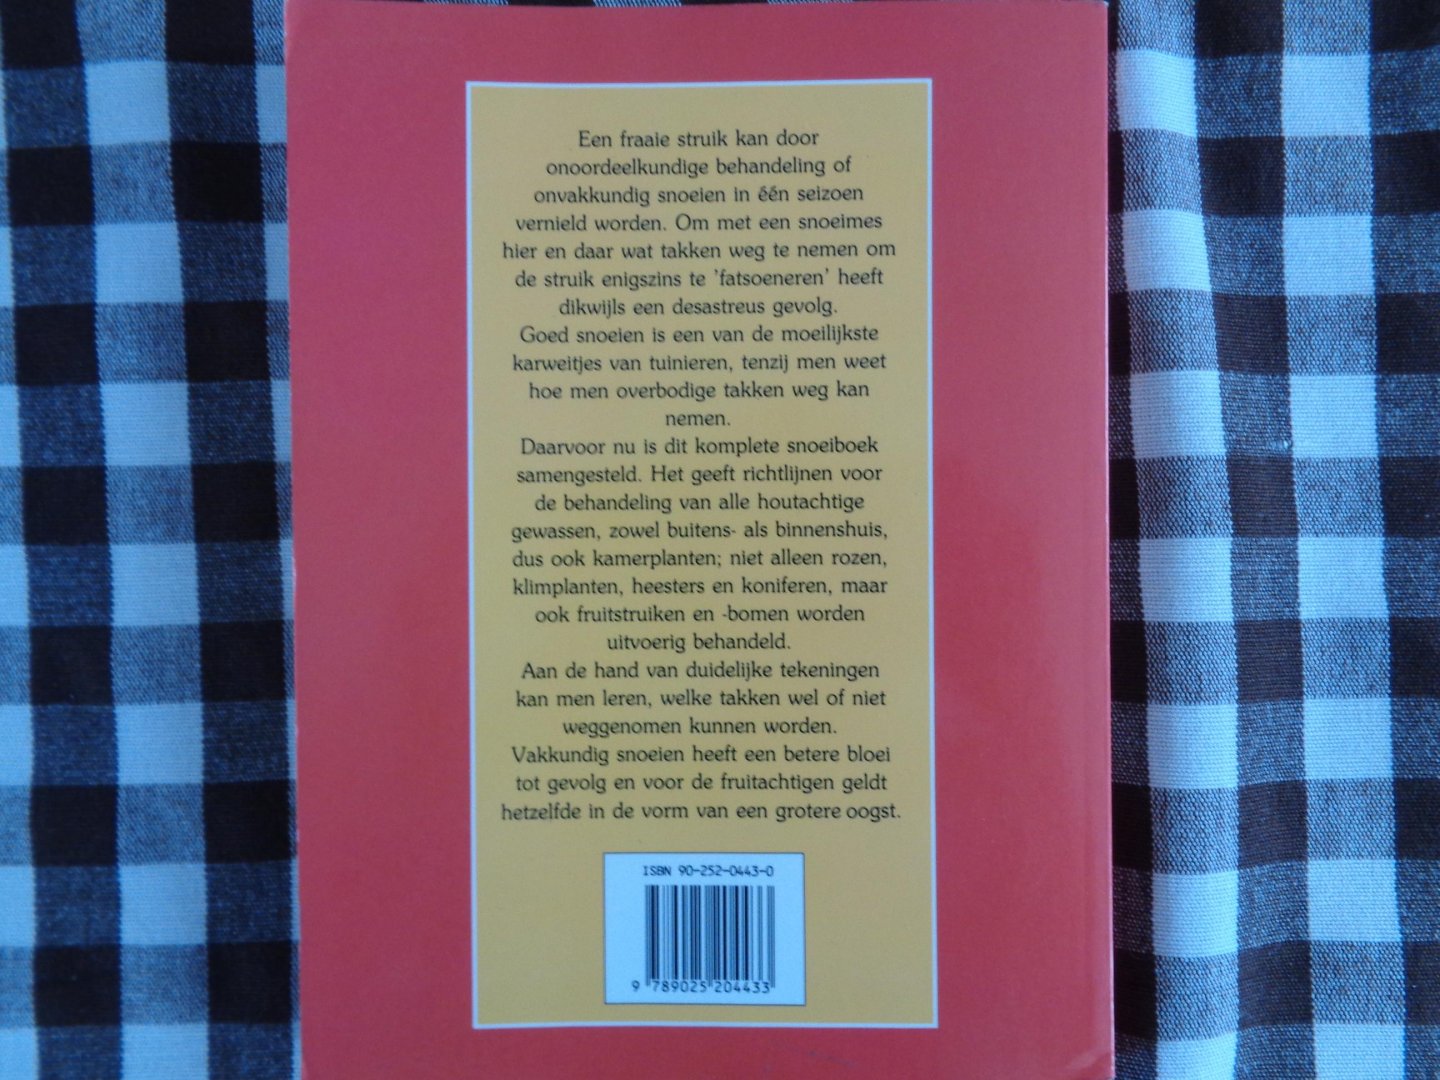 Een fraaie struik kan door
onoordeelkundige behandeling of
onvakkundig snoeien in één seizoen
vernield worden. Om met een snoeimes
hier en daar wat takken weg te nemen om
de struik enigszins te 'fatsoeneren' heeft
dikwijls een desastreus gevolg.
Goed snoeien is een van de moeilijkste
karweitjes van tuinieren, tenzij men weet
hoe men overbodige takken weg kan
nemen.
Daarvoor nu is dit komplete snoeiboek
samengesteld. Het geeft richtlijnen voor
de behandeling van alle houtachtige
gewassen, zowel buitens- als binnenshuis,
dus ook kamerplanten; niet alleen rozen,
klimplanten, heesters en koniferen, maar
ook fruitstruiken en -bomen worden
uitvoerig behandeld.
Aan de hand van duidelijke tekeningen
kan men leren, welke takken wel of niet
weggenomen kunnen worden.
Vakkundig snoeien heeft een betere bloei
tot gevolg en voor de fruitachtigen geldt
hetzelfde in de vorm van een grotere oogst.
ISBN 90-252-0443-0
9 789025 204433